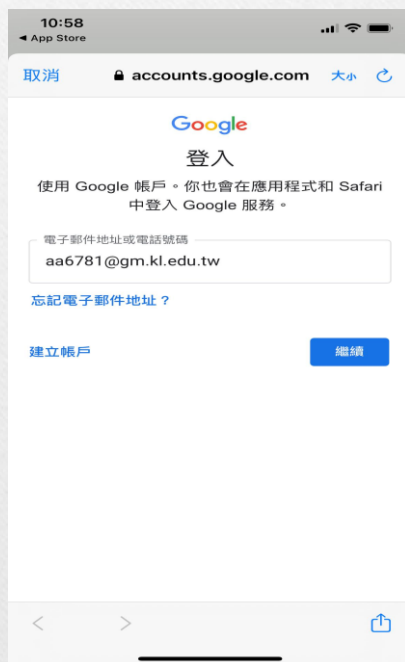 10:58
◀ App Store
取消 accounts.google.com 大小
Google
登入
使用 Google 帳戶。你也會在應用程式和 Safari
中登入 Google 服務。
電子郵件地址或電話號碼
aa6781@gm.kl.edu.tw
忘記電子郵件地址？
建立帳戶 繼續